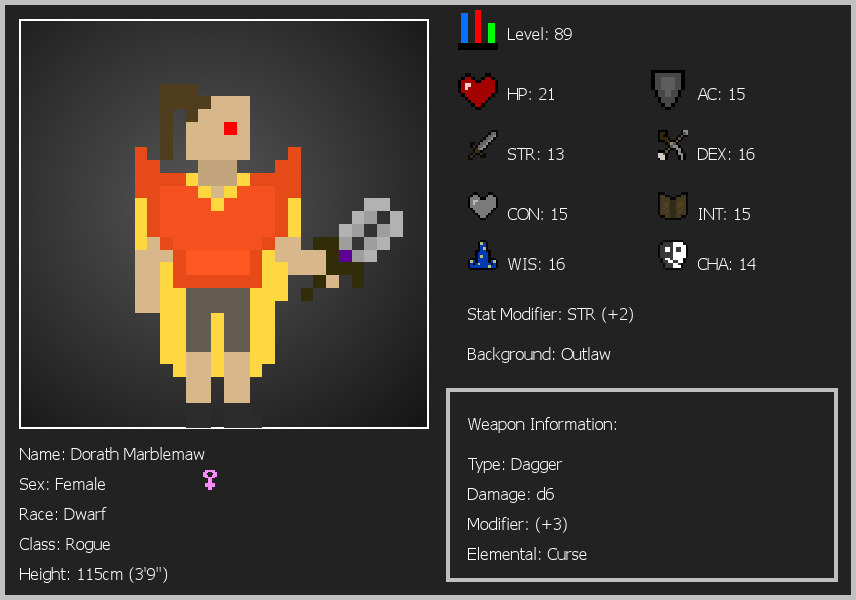 Level: 89
HP: 21
AC: 15
STR: 13
DEX: 16
CON: 15
INT: 15
WIS: 16
CHA: 14
Stat Modifier: STR (+2)
Background: Outlaw
Weapon Information:
Type: Dagger
Damage: d6
Modifier: (+3)
Elemental: Curse
Name: Dorath Marblemaw
Sex: Female
Race: Dwarf
Class: Rogue
Height: 115cm (3'9")